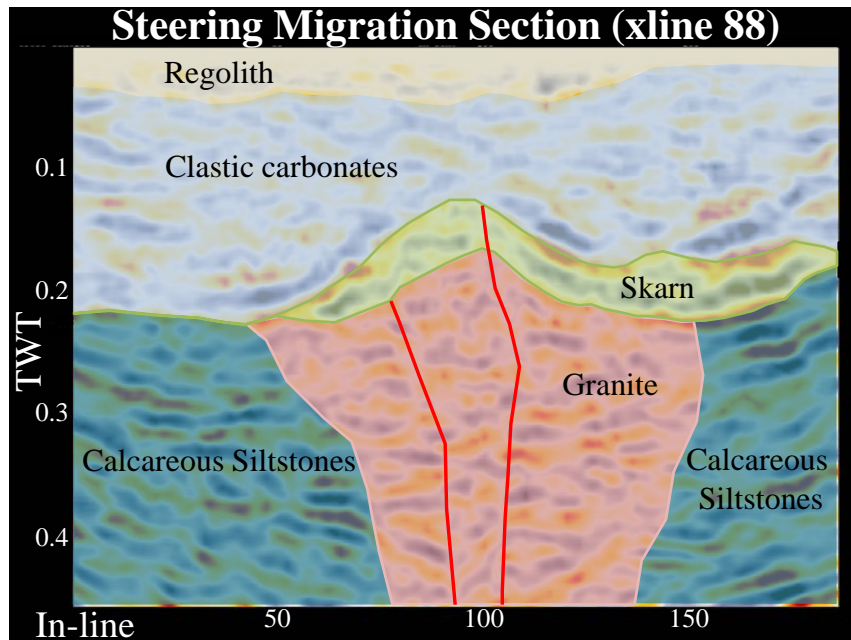 Steering Migration Section (xline 88)
Regolith
0.1
Clastic carbonates
0.2
Skarn
TWT
Granite
0.3
Calcareous Siltstones
Calcareous
Siltstones
0.4
In-line
50
100
150